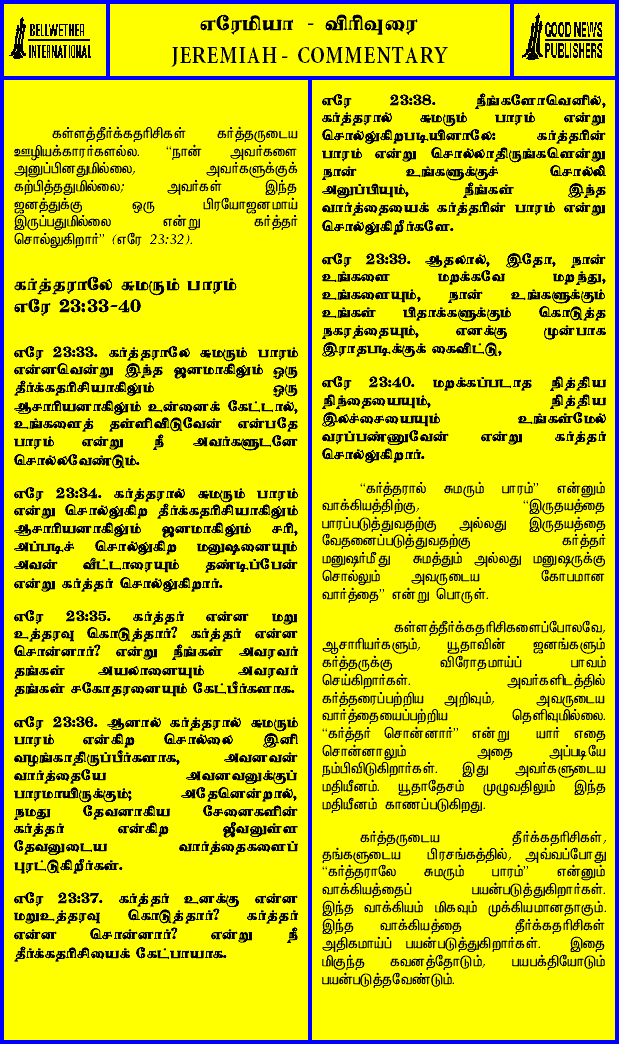 BELLWETHER
INTERNATIONAL
எரேமியா - விரிவுரை
JEREMIAH - COMMENTARY
GOOD NEWS
PUBLISHERS
கள்ளத்தீர்க்கதரிசிகள் கர்த்தருடைய
ஊழியக்காரர்களல்ல. “நான் அவர்களை
அனுப்பினதுமில்லை, அவர்களுக்குக்
கற்பித்ததுமில்லை; அவர்கள் இந்த
ஜனத்துக்கு ஒரு பிரயோஜனமாய்
இருப்பதுமில்லை என்று கர்த்தர்
சொல்லுகிறார்” (எரே 23:32).
கர்த்தராலே சுமரும் பாரம்
எரே 23:33-40
எரே 23:33. கர்த்தராலே சுமரும் பாரம்
என்னவென்று இந்த ஜனமாகிலும் ஒரு
தீர்க்கதரிசியாகிலும் ஒரு
ஆசாரியனாகிலும் உன்னைக் கேட்டால்,
உங்களைத் தள்ளிவிடுவேன் என்பதே
பாரம் என்று நீ அவர்களுடனே
சொல்லவேண்டும்.
எரே 23:34. கர்த்தரால் சுமரும் பாரம்
என்று சொல்லுகிற தீர்க்கதரிசியாகிலும்
ஆசாரியனாகிலும் ஜனமாகிலும் சரி,
அப்படிச் சொல்லுகிற மனுஷனையும்
அவன் வீட்டாரையும் தண்டிப்பேன்
என்று கர்த்தர் சொல்லுகிறார்.
எரே 23:35. கர்த்தர் என்ன மறு
உத்தரவு கொடுத்தார்? கர்த்தர் என்ன
சொன்னார்? என்று நீங்கள் அவரவர்
தங்கள் அயலானையும் அவரவர்
தங்கள் சகோதரனையும் கேட்பீர்களாக.
எரே 23:36. ஆனால் கர்த்தரால் சுமரும்
பாரம் என்கிற சொல்லை இனி
வழங்காதிருப்பீர்களாக, அவனவன்
வார்த்தையே அவனவனுக்குப்
பாரமாயிருக்கும்; அதேனென்றால்,
நமது தேவனாகிய சேனைகளின்
கர்த்தர் என்கிற ஜீவனுள்ள
தேவனுடைய வார்த்தைகளைப்
புரட்டுகிறீர்கள்.
எரே 23:37. கர்த்தர் உனக்கு என்ன
மறுஉத்தரவு கொடுத்தார்? கர்த்தர்
என்ன சொன்னார்? என்று நீ
தீர்க்கதரிசியைக் கேட்பாயாக.
எரே 23:38. நீங்களோவெனில்,
கர்த்தரால் சுமரும் பாரம் என்று
சொல்லுகிறபடியினாலே: கர்த்தரின்
பாரம் என்று சொல்லாதிருங்களென்று
நான் உங்களுக்குச் சொல்லி
அனுப்பியும், நீங்கள் இந்த
வார்த்தையைக் கர்த்தரின் பாரம் என்று
சொல்லுகிறீர்களே.
எரே 23:39. ஆதலால், இதோ, நான்
உங்களை மறக்கவே மறந்து,
உங்களையும், நான் உங்களுக்கும்
உங்கள் பிதாக்களுக்கும் கொடுத்த
நகரத்தையும், எனக்கு முன்பாக
இராதபடிக்குக் கைவிட்டு,
எரே 23:40. மறக்கப்படாத நித்திய
நிந்தையையும், நித்திய
இலச்சையையும் உங்கள்மேல்
வரப்பண்ணுவேன் என்று கர்த்தர்
சொல்லுகிறார்.
“கர்த்தரால் சுமரும் பாரம்” என்னும்
வாக்கியத்திற்கு, “இருதயத்தை
பாரப்படுத்துவதற்கு அல்லது இருதயத்தை
வேதனைப்படுத்துவதற்கு கர்த்தர்
மனுஷர்மீது சுமத்தும் அல்லது மனுஷருக்கு
சொல்லும் அவருடைய கோபமான
வார்த்தை” என்று பொருள்.
கள்ளத்தீர்க்கதரிசிகளைப்போலவே,
ஆசாரியர்களும், யூதாவின் ஜனங்களும்
கர்த்தருக்கு விரோதமாய்ப் பாவம்
செய்கிறார்கள். அவர்களிடத்தில்
கர்த்தரைப்பற்றிய அறிவும், அவருடைய
வார்த்தையைப்பற்றிய தெளிவுமில்லை.
“கர்த்தர் சொன்னார்” என்று யார் எதை
சொன்னாலும் அதை அப்படியே
நம்பிவிடுகிறார்கள். இது அவர்களுடைய
மதியீனம். யூதாதேசம் முழுவதிலும் இந்த
மதியீனம் காணப்படுகிறது.
கர்த்தருடைய தீர்க்கதரிசிகள்,
தங்களுடைய பிரசங்கத்தில், அவ்வப்போது
“கர்த்தராலே சுமரும் பாரம்” என்னும்
வாக்கியத்தைப் பயன்படுத்துகிறார்கள்.
இந்த வாக்கியம் மிகவும் முக்கியமானதாகும்.
இந்த வாக்கியத்தை தீர்க்கதரிசிகள்
அதிகமாய்ப் பயன்படுத்துகிறார்கள். இதை
மிகுந்த கவனத்தோடும், பயபக்தியோடும்
பயன்படுத்தவேண்டும்.